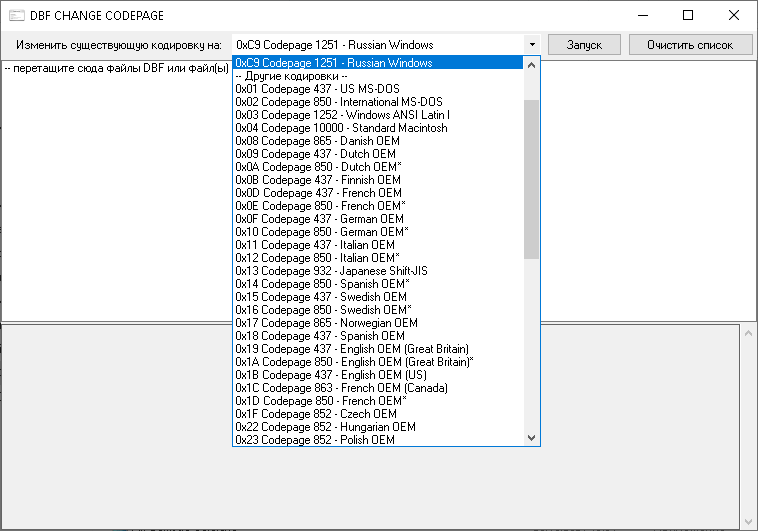 DBF CHANGE CODEPAGE
Изменить существующую кодировку на:
0xC9 Codepage 1251 - Russian Windows
Запуск
Очистить список
-- перетащите сюда файлы DBF или файл(ы)
0xC9 Codepage 1251 - Russian Windows
-- Другие кодировки --
0x01 Codepage 437 - US MS-DOS
0x02 Codepage 850 - International MS-DOS
0x03 Codepage 1252 - Windows ANSI Latin I
0x04 Codepage 10000 - Standard Macintosh
0x08 Codepage 865 - Danish OEM
0x09 Codepage 437 - Dutch OEM
0x0A Codepage 850 - Dutch OEM*
0x0B Codepage 437 - Finnish OEM
0x0D Codepage 437 - French OEM
0x0E Codepage 850 - French OEM*
0x0F Codepage 437 - German OEM
0x10 Codepage 850 - German OEM*
0x11 Codepage 437 - Italian OEM
0x12 Codepage 850 - Italian OEM*
0x13 Codepage 932 - Japanese Shift-JIS
0x14 Codepage 850 - Spanish OEM*
0x15 Codepage 437 - Swedish OEM
0x16 Codepage 850 - Swedish OEM*
0x17 Codepage 865 - Norwegian OEM
0x18 Codepage 437 - Spanish OEM
0x19 Codepage 437 - English OEM (Great Britain)
0x1A Codepage 850 - English OEM (Great Britain)*
0x1B Codepage 437 - English OEM (US)
0x1C Codepage 863 - French OEM (Canada)
0x1D Codepage 850 - French OEM*
0x1F Codepage 852 - Czech OEM
0x22 Codepage 852 - Hungarian OEM
0x23 Codepage 852 - Polish OEM